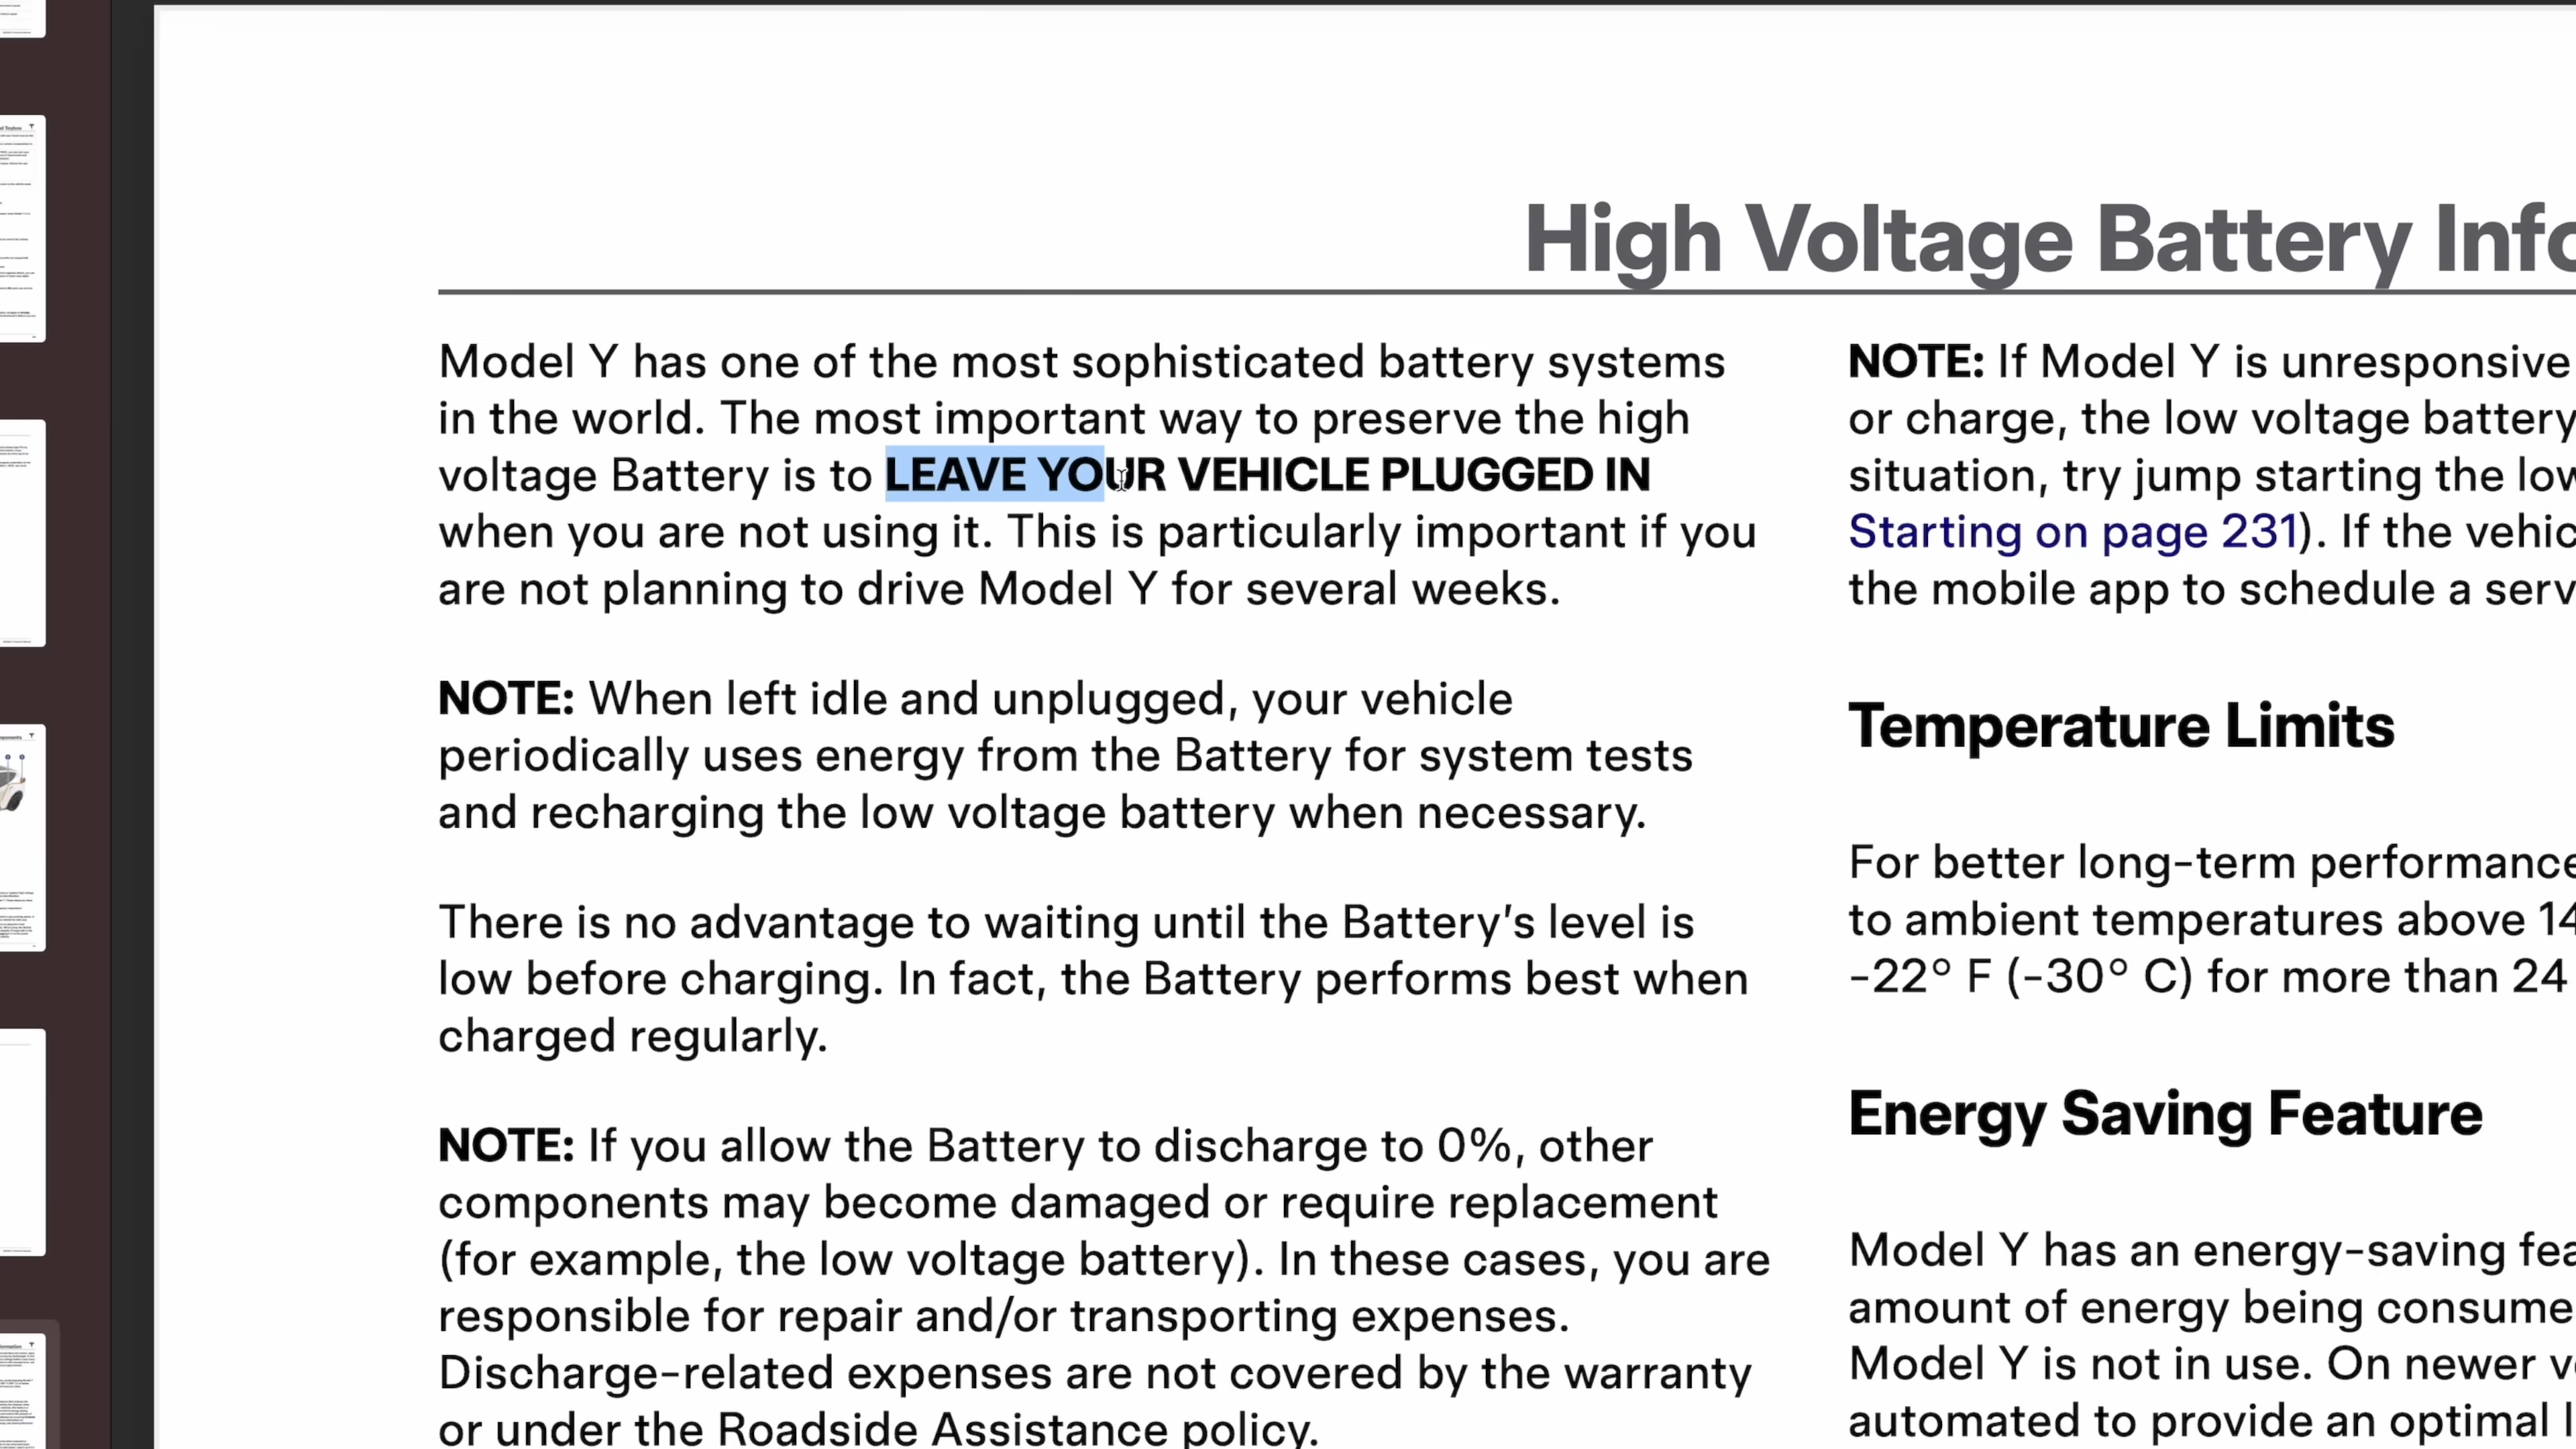 High Voltage Battery
Model Y has one of the most sophisticated battery systems
in the world. The most important way to preserve the high
voltage Battery is to LEAVE YOUR VEHICLE PLUGGED IN
when you are not using it. This is particularly important if you
are not planning to drive Model Y for several weeks.
NOTE: When left idle and unplugged, your vehicle
periodically uses energy from the Battery for system tests
and recharging the low voltage battery when necessary.
There is no advantage to waiting until the Battery’s level is
low before charging. In fact, the Battery performs best when
charged regularly.
NOTE: If you allow the Battery to discharge to 0%, other
components may become damaged or require replacement
(for example, the low voltage battery). In these cases, you are
responsible for repair and/or transporting expenses.
Discharge-related expenses are not covered by the warranty
or under the Roadside Assistance policy.
NOTE: If Model Y is unresponsive
or charge, the low voltage battery
situation, try jump starting the low
Starting on page 231). If the vehic
the mobile app to schedule a serv
Temperature Limits
For better long-term performance
to ambient temperatures above 14
-22° F (-30° C) for more than 24
Energy Saving Feature
Model Y has an energy-saving fea
amount of energy being consume
Model Y is not in use. On newer ve
automated to provide an optimal l